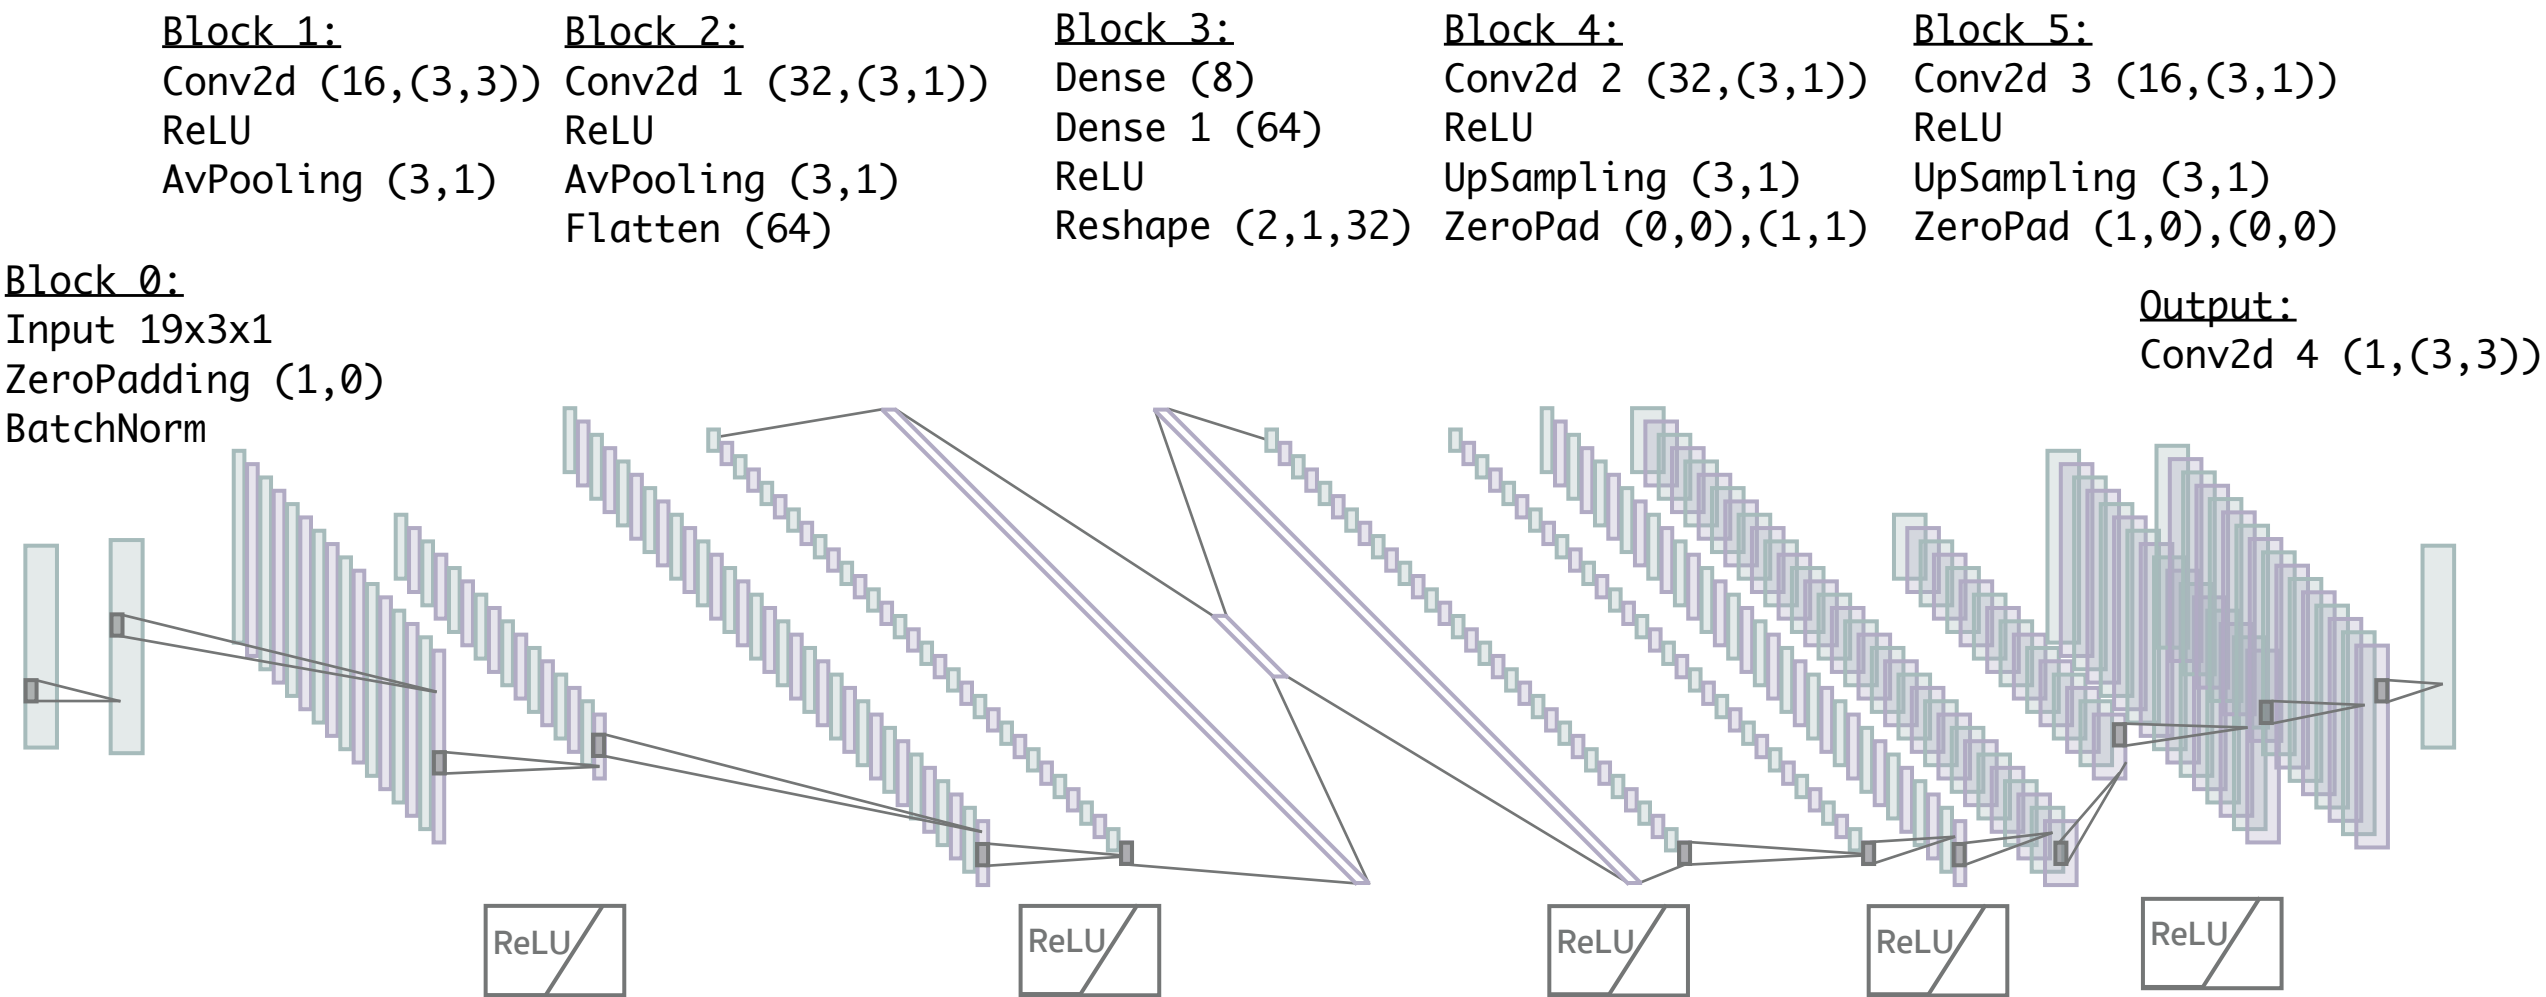 Block 1:
Conv2d (16,(3,3))
ReLU
AvPooling (3,1)
Block 2:
Conv2d 1 (32,(3,1))
ReLU
AvPooling (3,1)
Flatten (64)
Block 3:
Dense (8)
Dense 1 (64)
ReLU
Reshape (2,1,32)
Block 4:
Conv2d 2 (32,(3,1))
ReLU
UpSampling (3,1)
ZeroPad (0,0),(1,1)
Block 5:
Conv2d 3 (16,(3,1))
ReLU
UpSampling (3,1)
ZeroPad (1,0),(0,0)
Block 0:
Input 19x3x1
ZeroPadding (1,0)
BatchNorm
Output:
Conv2d 4 (1,(3,3))
ReLU
ReLU
ReLU
ReLU
ReLU